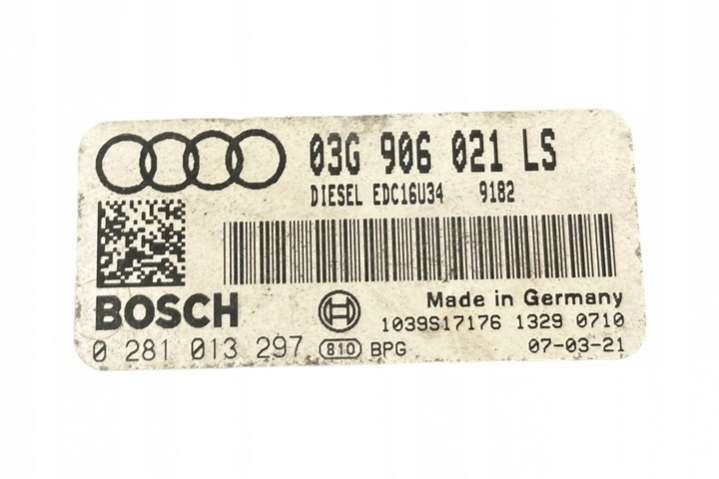 03G 906 021 LS
DIESEL EDC16U34 9182
BOSCH
Made in Germany
1039S17176 1329 0710
0 281 013 297 810 BPG 07-03-21